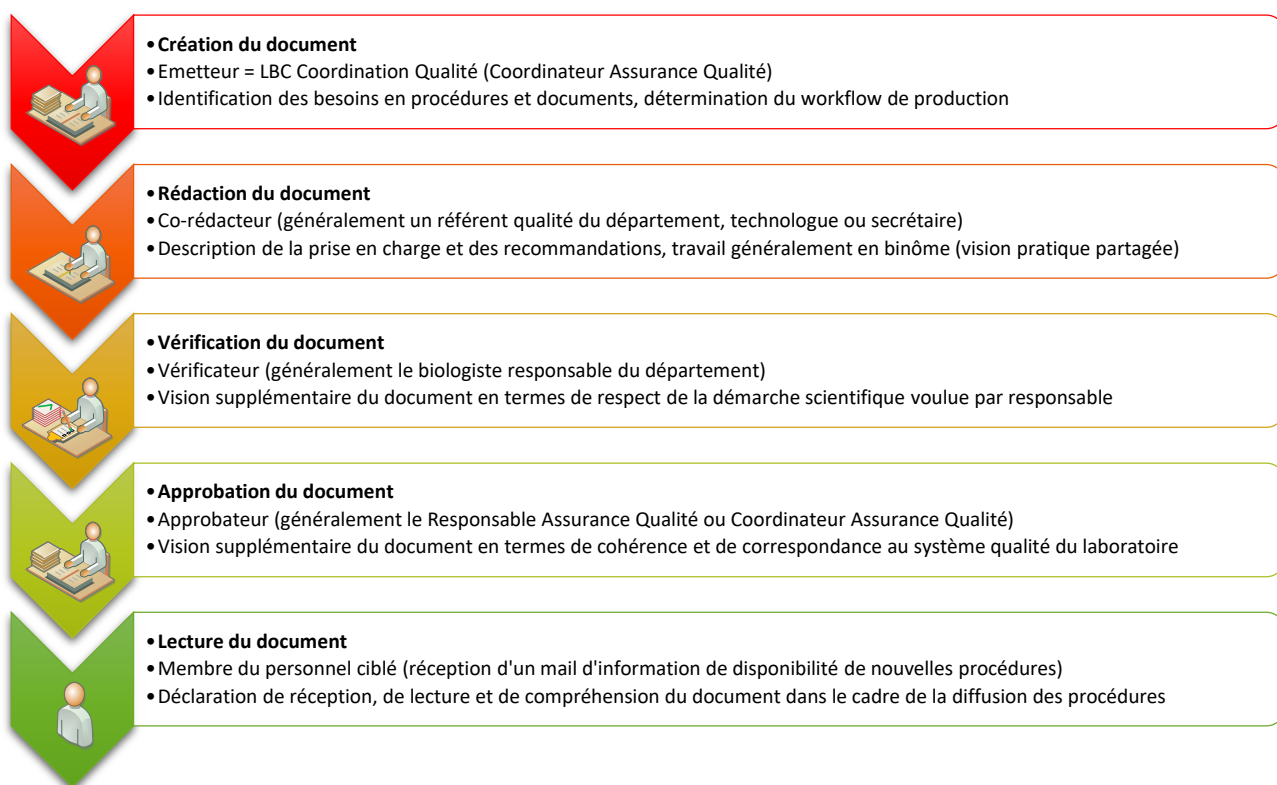 •Création du document
•Emetteur = LBC Coordination Qualité (Coordinateur Assurance Qualité)
•Identification des besoins en procédures et documents, détermination du workflow de production
•Rédaction du document
•Co-rédacteur (généralement un référent qualité du département, technologue ou secrétaire)
•Description de la prise en charge et des recommandations, travail généralement en binôme (vision pratique partagée)
•Vérification du document
•Vérificateur (généralement le biologiste responsable du département)
•Vision supplémentaire du document en termes de respect de la démarche scientifique voulue par responsable
•Approbation du document
•Approbateur (généralement le Responsable Assurance Qualité ou Coordinateur Assurance Qualité)
•Vision supplémentaire du document en termes de cohérence et de correspondance au système qualité du laboratoire
•Lecture du document
•Membre du personnel ciblé (réception d'un mail d'information de disponibilité de nouvelles procédures)
•Déclaration de réception, de lecture et de compréhension du document dans le cadre de la diffusion des procédures